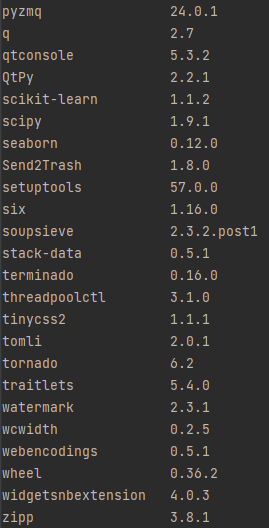 pyzmq 24.0.1
q 2.7
qtconsole 5.3.2
QtPy 2.2.1
scikit-learn 1.1.2
scipy 1.9.1
seaborn 0.12.0
Send2Trash 1.8.0
setuptools 57.0.0
six 1.16.0
soupsieve 2.3.2.post1
stack-data 0.5.1
terminado 0.16.0
threadpoolctl 3.1.0
tinycss2 1.1.1
tomli 2.0.1
tornado 6.2
traitlets 5.4.0
watermark 2.3.1
wcwidth 0.2.5
webencodings 0.5.1
wheel 0.36.2
widgetsnbextension 4.0.3
zipp 3.8.1